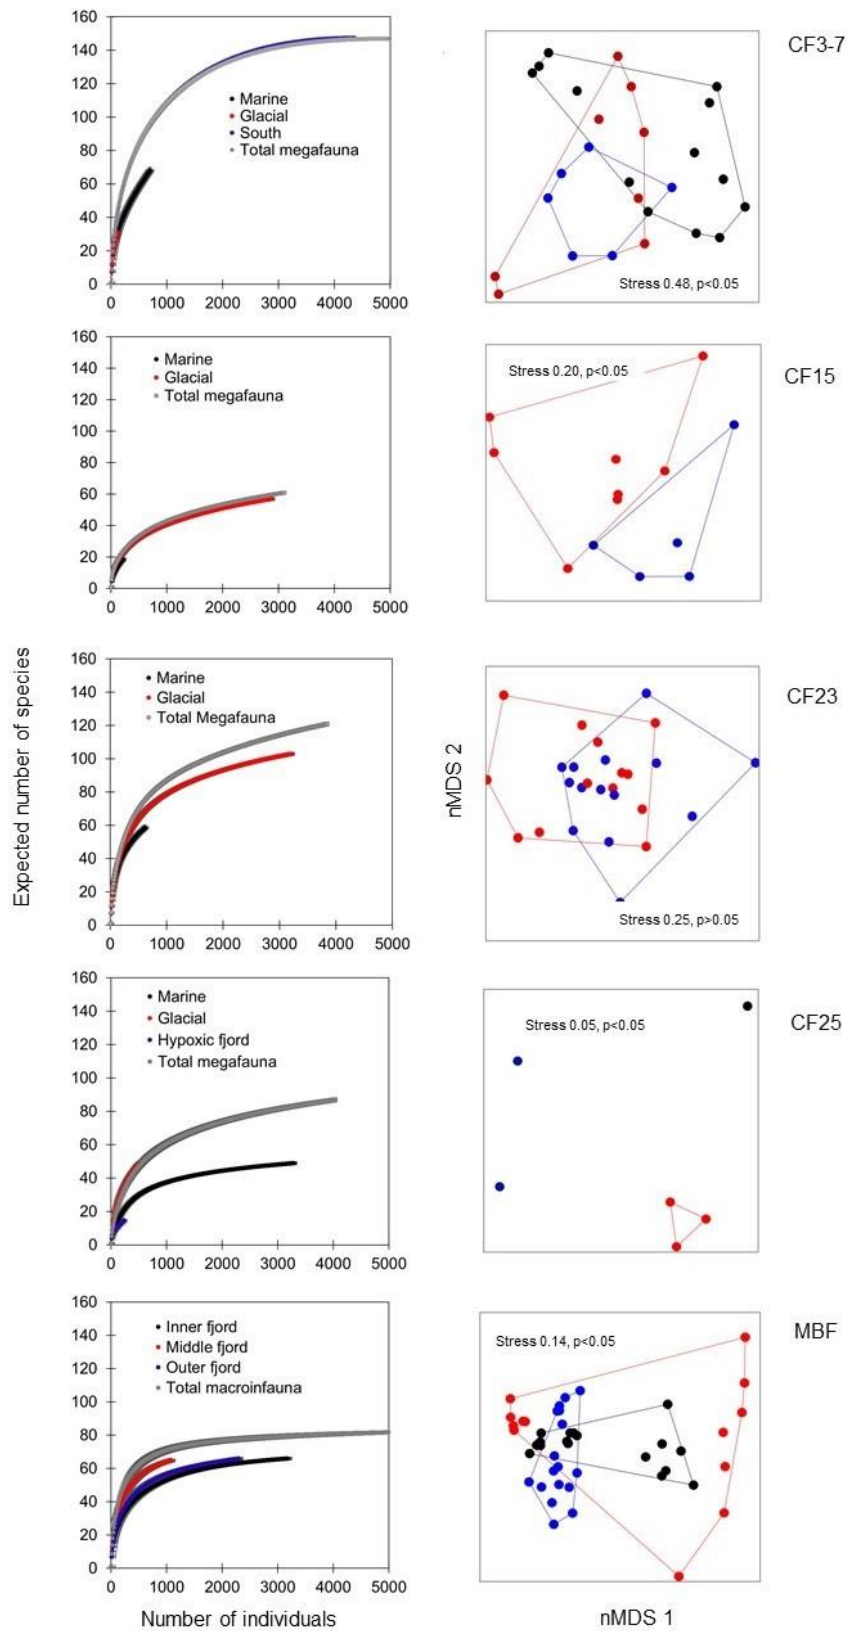 160
140
120
100
80
60
40
20
0
Marine
Glacial
South
Total megafauna
0 1000 2000 3000 4000 5000
CF3-7
Stress 0.48, p<0.05
160
140
120
100
80
60
40
20
0
Marine
Glacial
Total megafauna
0 1000 2000 3000 4000 5000
CF15
Stress 0.20, p<0.05
Expected number of species
160
140
120
100
80
60
40
20
0
Marine
Glacial
Total Megafauna
0 1000 2000 3000 4000 5000
nMDS 2
CF23
Stress 0.25, p>0.05
160
140
120
100
80
60
40
20
0
Marine
Glacial
Hypoxic fjord
Total megafauna
0 1000 2000 3000 4000 5000
CF25
Stress 0.05, p<0.05
160
140
120
100
80
60
40
20
0
Inner fjord
Middle fjord
Outer fjord
Total macroinfauna
0 1000 2000 3000 4000 5000
Number of individuals
MBF
Stress 0.14, p<0.05
nMDS 1